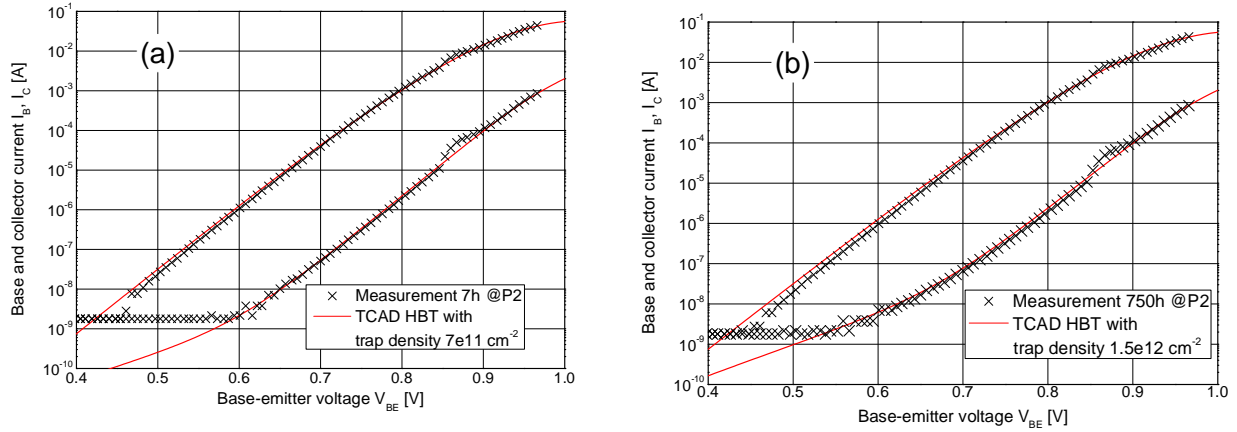 (a)
Base and collector current I_B, I_C [A]
10^-1
10^-2
10^-3
10^-4
10^-5
10^-6
10^-7
10^-8
10^-9
10^-10
Measurement 7h @P2
TCAD HBT with
trap density 7e11 cm^-2
0.4 0.5 0.6 0.7 0.8 0.9 1.0
Base-emitter voltage V_BE [V]
(b)
Base and collector current I_B, I_C [A]
10^-1
10^-2
10^-3
10^-4
10^-5
10^-6
10^-7
10^-8
10^-9
10^-10
Measurement 750h @P2
TCAD HBT with
trap density 1.5e12 cm^-2
0.4 0.5 0.6 0.7 0.8 0.9 1.0
Base-emitter voltage V_BE [V]